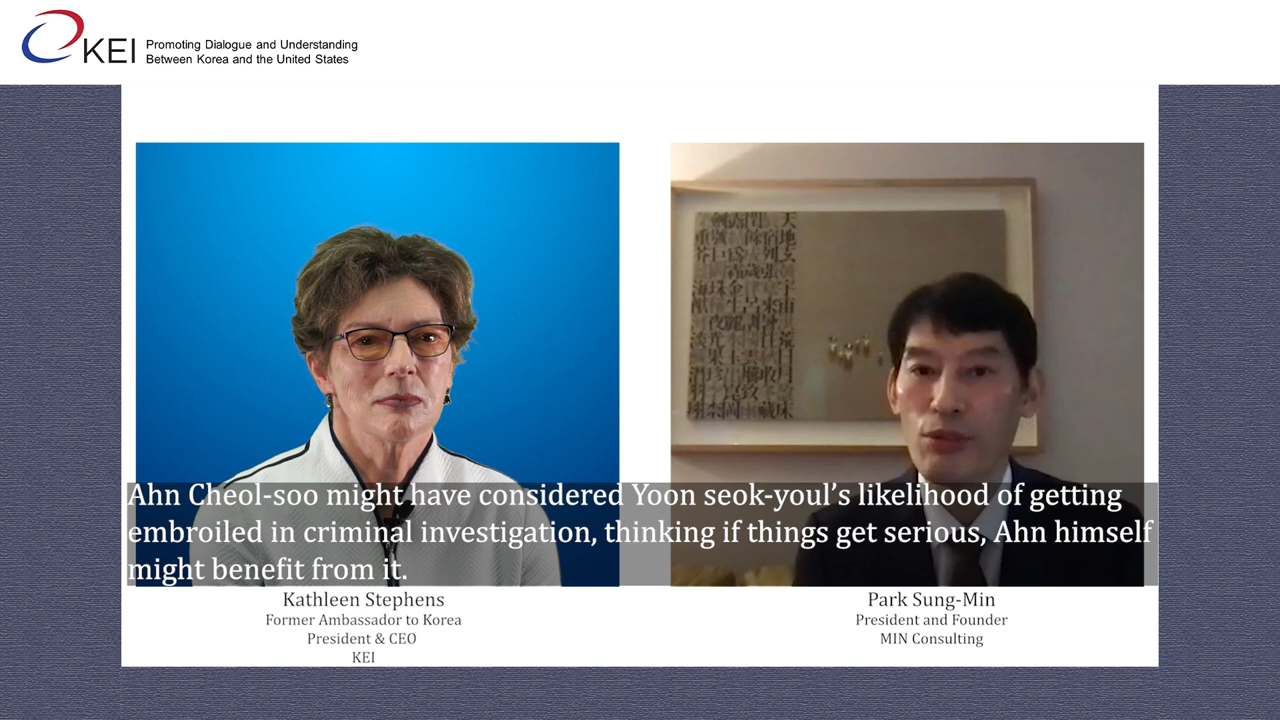 KEI
Promoting Dialogue and Understanding
Between Korea and the United States
Ahn Cheol-soo might have considered Yoon seok-youl’s likelihood of getting
embroiled in criminal investigation, thinking if things get serious, Ahn himself
might benefit from it.
Kathleen Stephens
Former Ambassador to Korea
President & CEO
KEI
Park Sung-Min
President and Founder
MIN Consulting